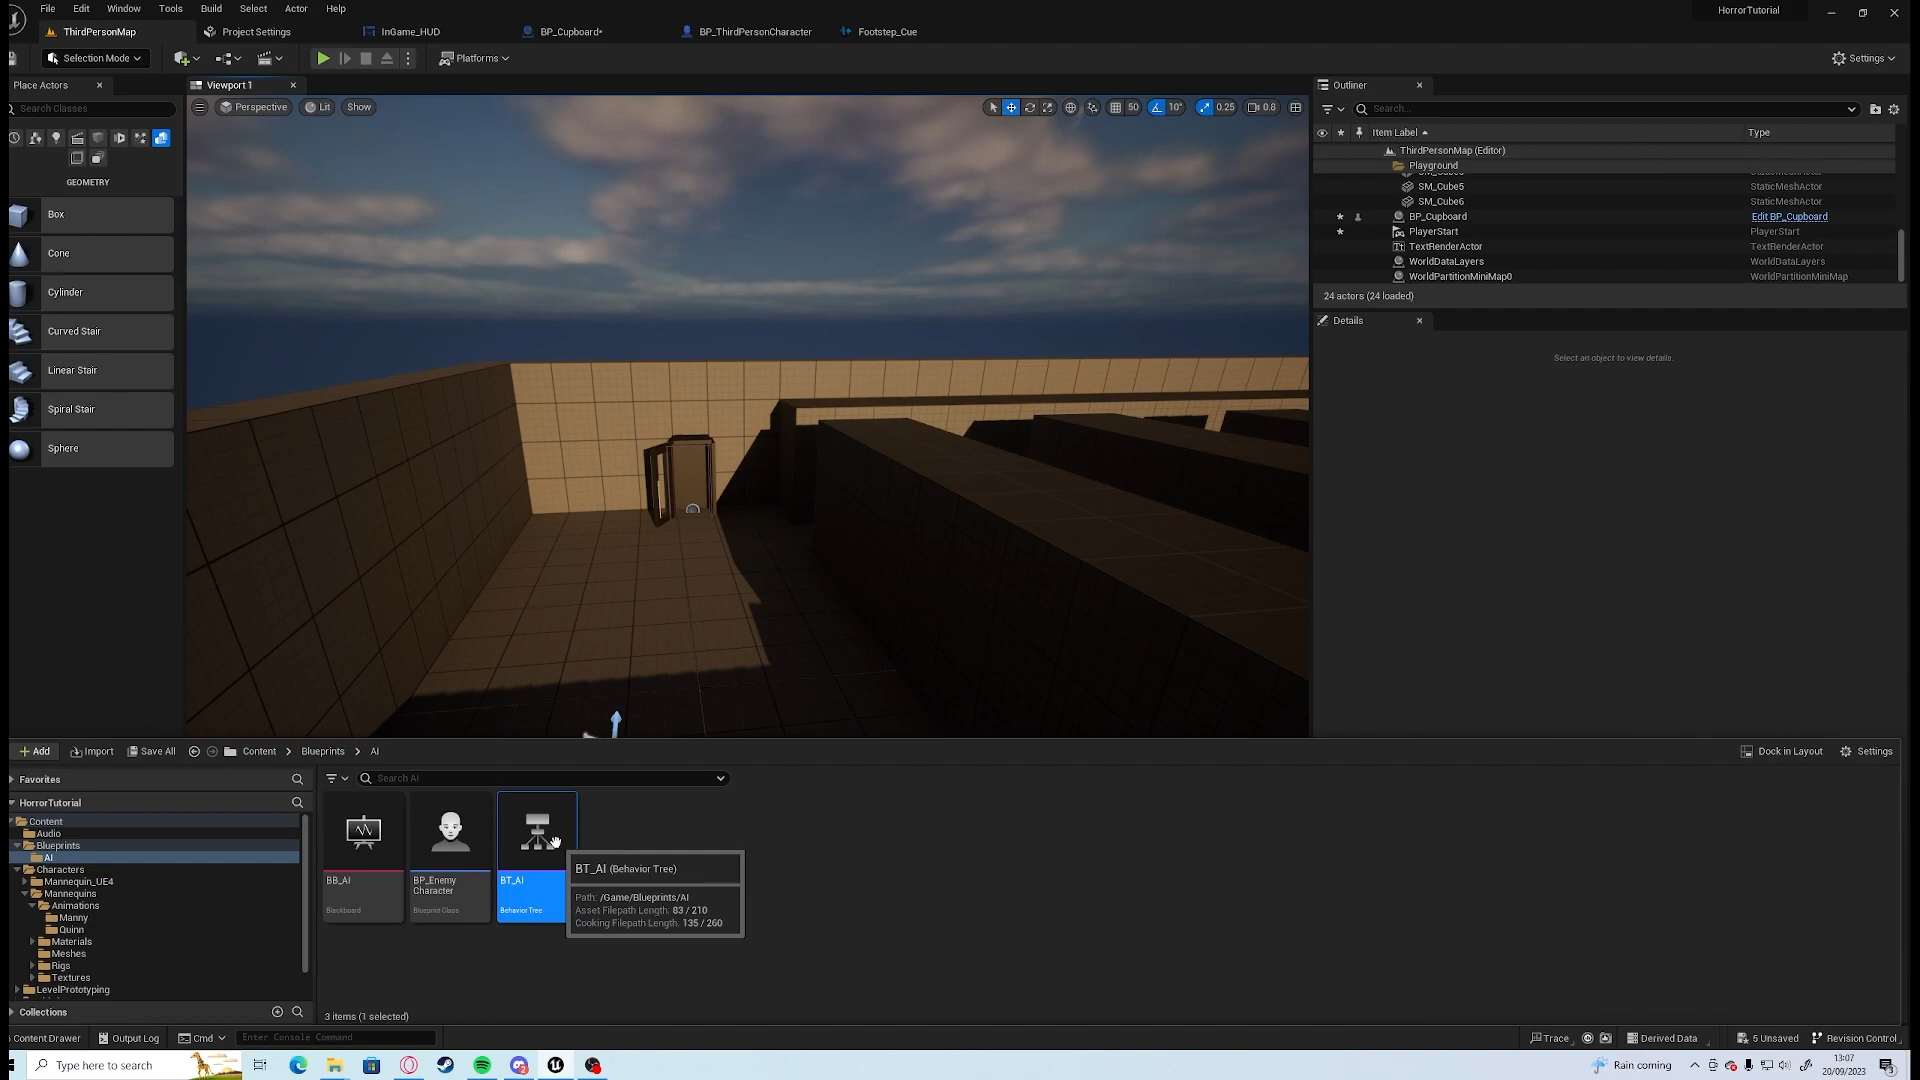 File Edit Window Tools Build Select Actor Help
HorrorTutorial
ThirdPersonMap
Project Settings
InGame_HUD
BP_Cupboard*
BP_ThirdPersonCharacter
Footstep_Cue
Selection Mode
Platforms
Settings
Place Actors
Viewport 1
Outliner
Search Classes
Perspective
Lit
Show
50
10°
0.25
0.8
Search...
Item Label
Type
ThirdPersonMap (Editor)
Playground
SM_Cube5
StaticMeshActor
SM_Cube6
StaticMeshActor
BP_Cupboard
Edit BP_Cupboard
PlayerStart
PlayerStart
TextRenderActor
TextRenderActor
WorldDataLayers
WorldDataLayers
WorldPartitionMiniMap0
WorldPartitionMiniMap
24 actors (24 loaded)
Details
Select an object to view details.
GEOMETRY
Box
Cone
Cylinder
Curved Stair
Linear Stair
Spiral Stair
Sphere
Add
Import
Save All
Content
Blueprints
AI
Dock in Layout
Settings
Favorites
HorrorTutorial
Content
Audio
Blueprints
AI
Characters
Mannequin_UE4
Mannequins
Animations
Manny
Quinn
Materials
Meshes
Rigs
Textures
LevelPrototyping
Collections
Search AI
BB_AI
Blackboard
BP_Enemy
Character
Blueprint Class
BT_AI
Behavior Tree
BT_AI (Behavior Tree)
Path: /Game/Blueprints/AI
Asset Filepath Length: 83 / 210
Cooking Filepath Length: 135 / 260
3 items (1 selected)
Content Drawer
Output Log
Cmd
Enter Console Command
Trace
Derived Data
5 Unsaved
Revision Control
Type here to search
Rain coming
13:07
20/09/2023